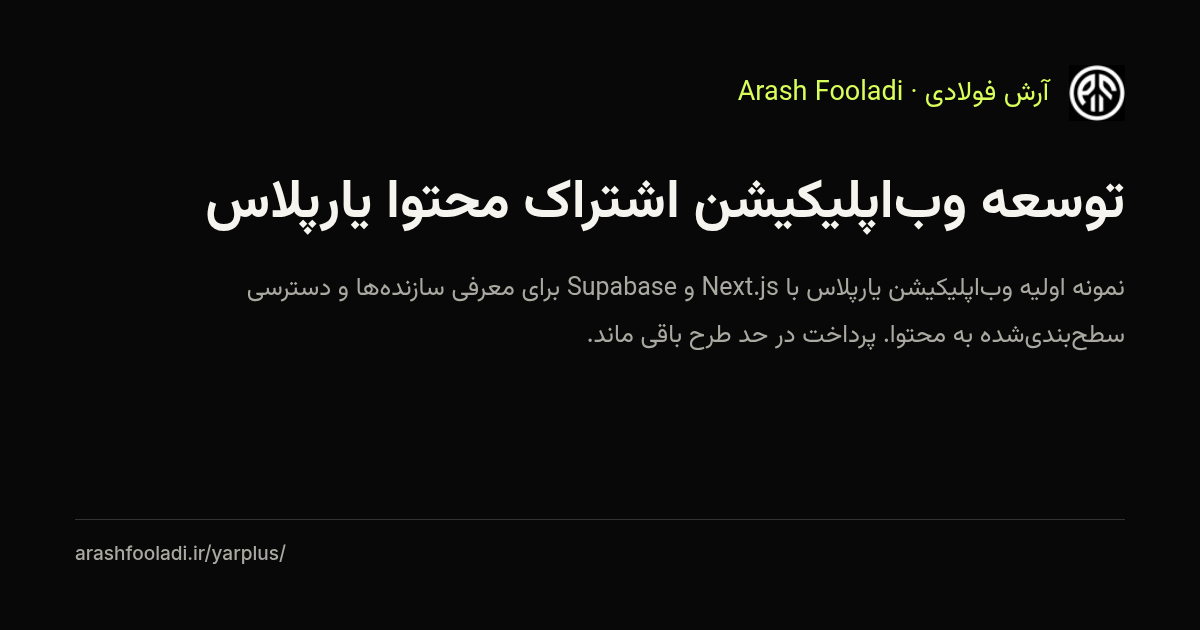 آرش فولادی · Arash Fooladi
توسعه وب‌اپلیکیشن اشتراک محتوا یارپلاس
نمونه اولیه وب‌اپلیکیشن یارپلاس با Next.js و Supabase برای معرفی سازنده‌ها و دسترسی
سطح‌بندی‌شده به محتوا. پرداخت در حد طرح باقی ماند.
arashfooladi.ir/yarplus/